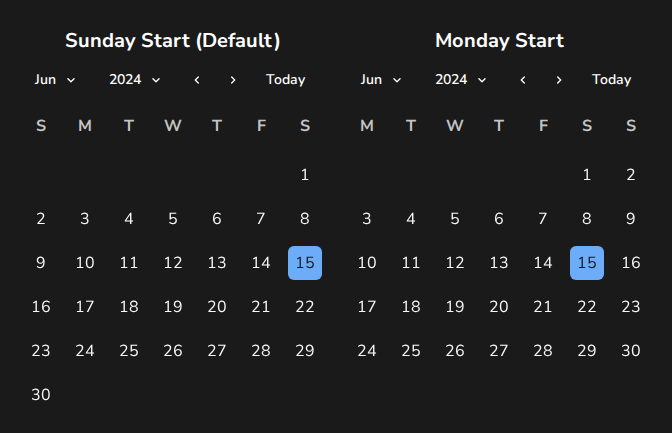 Sunday Start (Default)
Jun 2024 Today
S M T W T F S
1
2 3 4 5 6 7 8
9 10 11 12 13 14 15
16 17 18 19 20 21 22
23 24 25 26 27 28 29
30
Monday Start
Jun 2024 Today
M T W T F S S
1 2
3 4 5 6 7 8 9
10 11 12 13 14 15 16
17 18 19 20 21 22 23
24 25 26 27 28 29 30